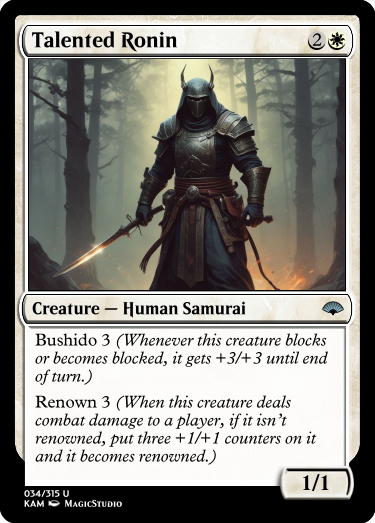 Talented Ronin 2
Creature — Human Samurai
Bushido 3 (Whenever this creature blocks
or becomes blocked, it gets +3/+3 until end
of turn.)
Renown 3 (When this creature deals
combat damage to a player, if it isn't
renowned, put three +1/+1 counters on it
and it becomes renowned.)
1/1
034/315 U
KAM MagicStudio